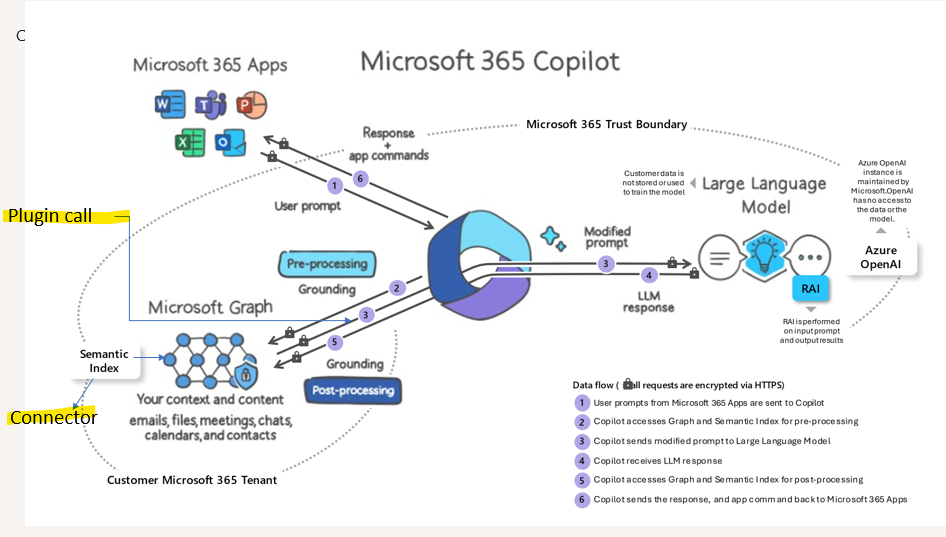 Microsoft 365 Copilot
Microsoft 365 Apps
W
T
P
X
O
Response
+
app commands
Microsoft 365 Trust Boundary
1
6
User prompt
Plugin call
Customer data is
not stored or used
to train the model
Large Language
Model
Azure OpenAI
instance is
maintained by
Microsoft.OpenAI
has no access to
the data or the
model.
Azure
OpenAI
Modified
prompt
3
4
LLM
response
RAI
RAI is performed
on input prompt
and output results
Pre-processing
Grounding
2
3
5
Microsoft Graph
Semantic
Index
Grounding
Post-processing
Your context and content
emails, files, meetings, chats,
calendars, and contacts
Connector
Customer Microsoft 365 Tenant
Data flow ( all requests are encrypted via HTTPS)
1 User prompts from Microsoft 365 Apps are sent to Copilot
2 Copilot accesses Graph and Semantic Index for pre-processing
3 Copilot sends modified prompt to Large Language Model
4 Copilot receives LLM response
5 Copilot accesses Graph and Semantic Index for post-processing
6 Copilot sends the response, and app command back to Microsoft 365 Apps